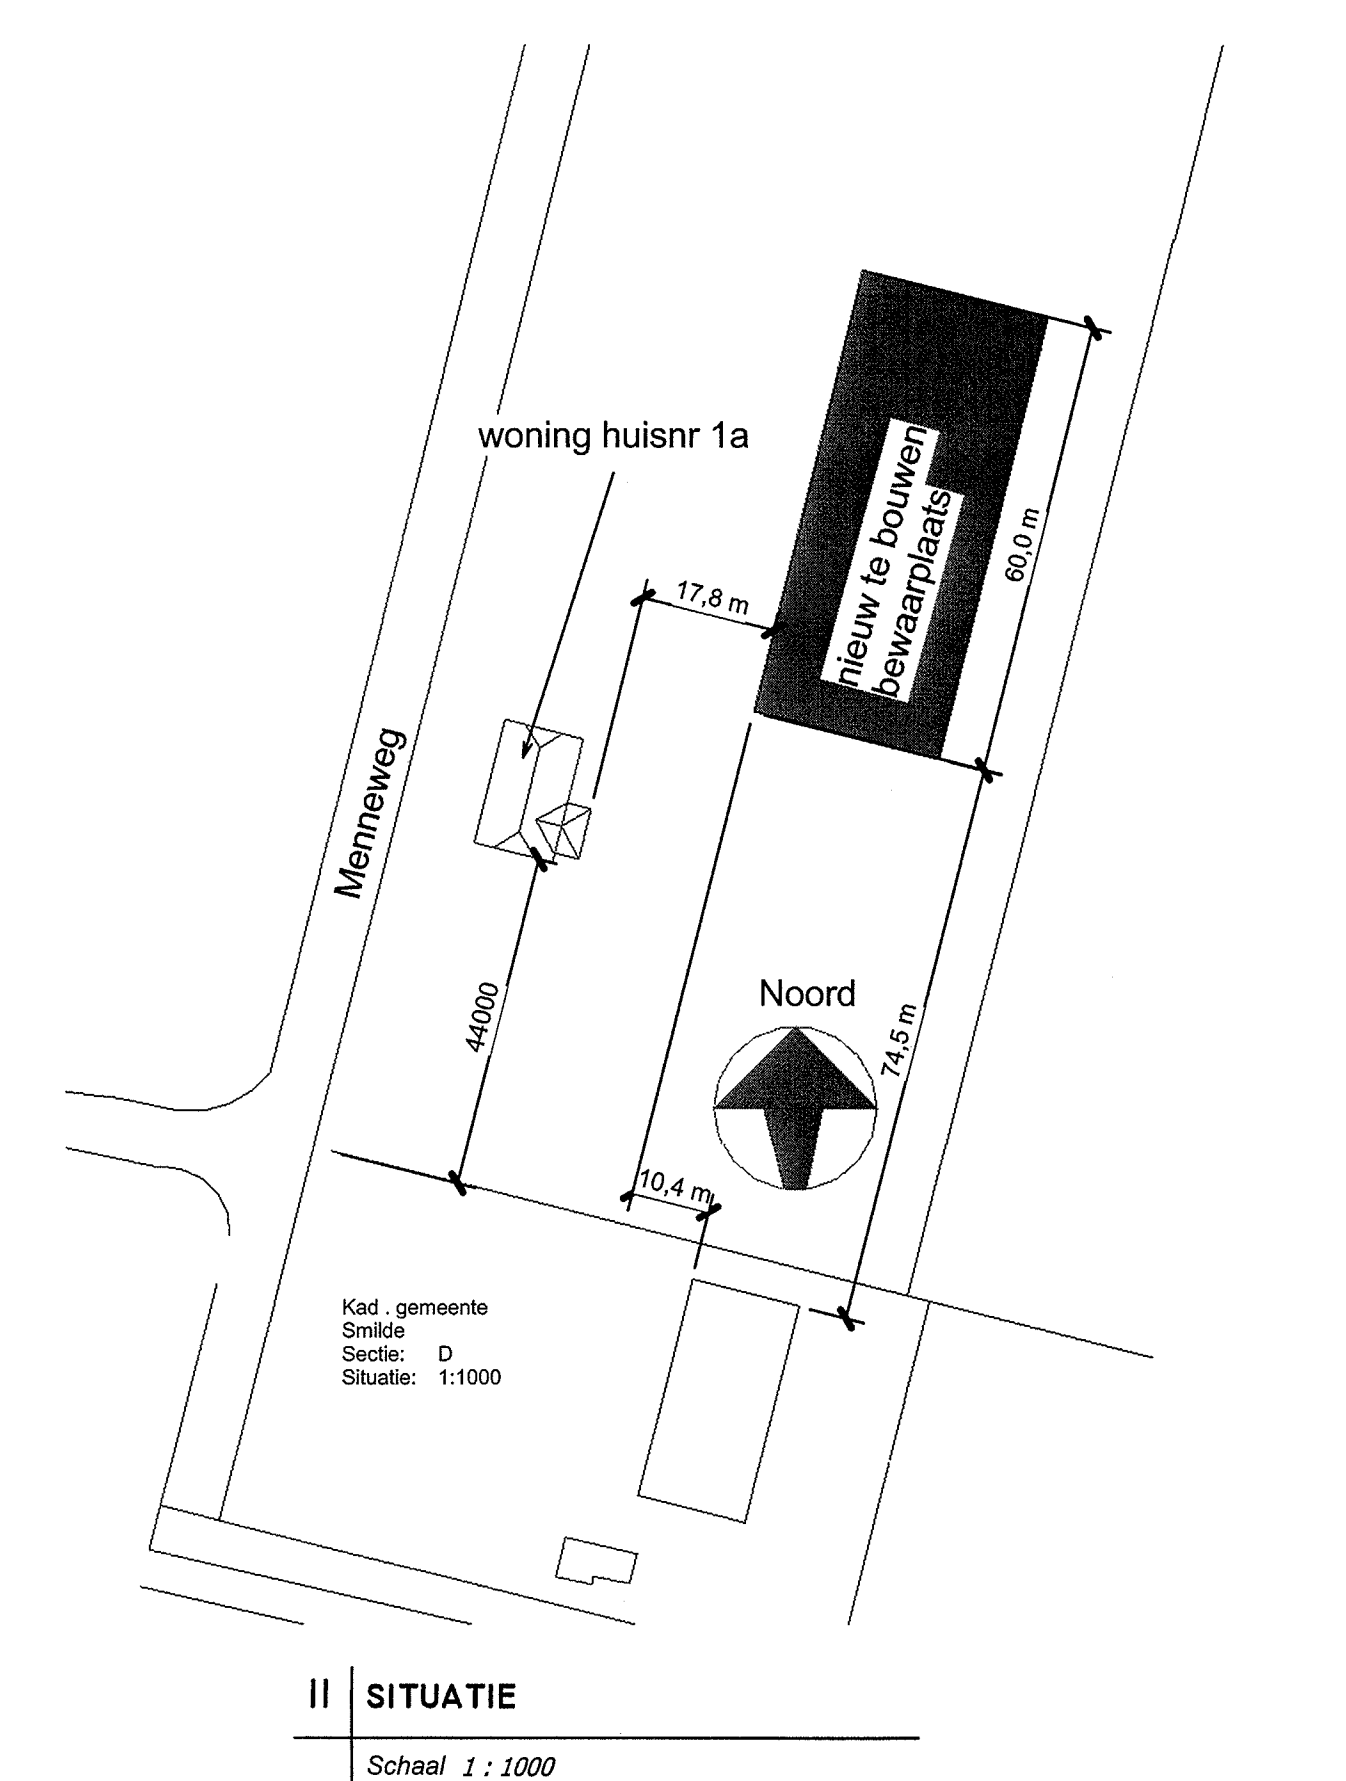 woning huisnr 1a
nieuw te bouwen
bewaarplaats
60,0 m
17,8 m
Menneweg
44000
Noord
74,5 m
10,4 m
Kad . gemeente
Smilde
Sectie: D
Situatie: 1:1000
II SITUATIE
Schaal 1 : 1000